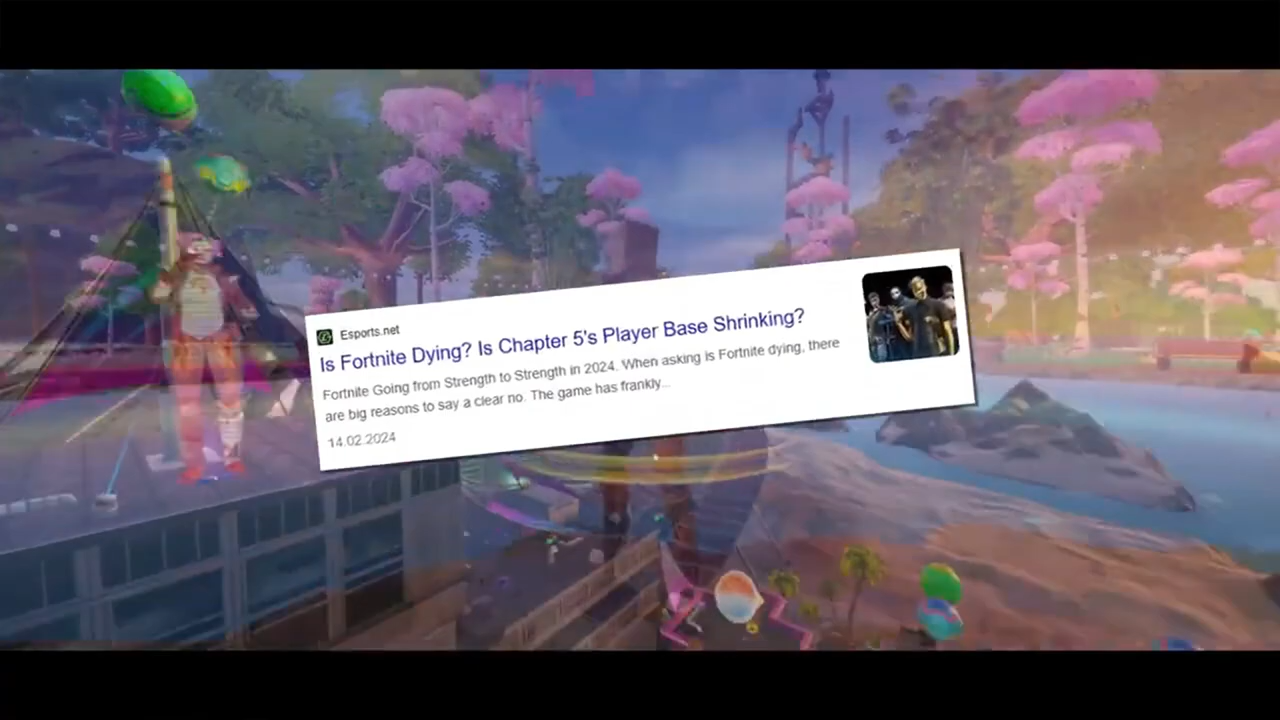 Esports.net
Is Fortnite Dying? Is Chapter 5's Player Base Shrinking?
Fortnite Going from Strength to Strength in 2024. When asking is Fortnite dying, there
are big reasons to say a clear no. The game has frankly...
14.02.2024